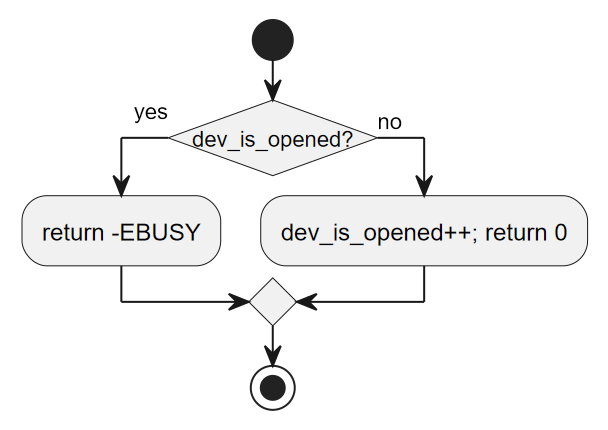 yes
no
dev_is_opened?
return -EBUSY
dev_is_opened++; return 0